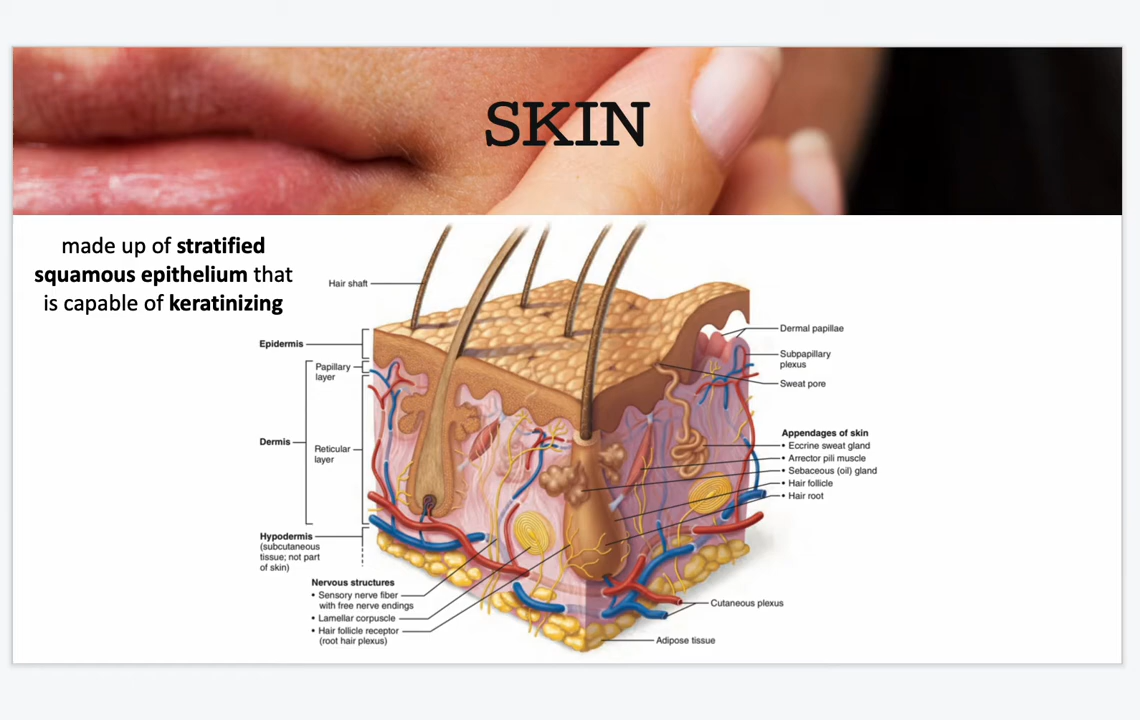 SKIN
made up of stratified
squamous epithelium that
is capable of keratinizing
Hair shaft
Epidermis
Papillary
layer
Dermis
Reticular
layer
Hypodermis
(subcutaneous
tissue; not part
of skin)
Nervous structures
• Sensory nerve fiber
with free nerve endings
• Lamellar corpuscle
• Hair follicle receptor
(root hair plexus)
Dermal papillae
Subpapillary
plexus
Sweat pore
Appendages of skin
• Eccrine sweat gland
• Arrector pili muscle
• Sebaceous (oil) gland
• Hair follicle
• Hair root
Cutaneous plexus
Adipose tissue